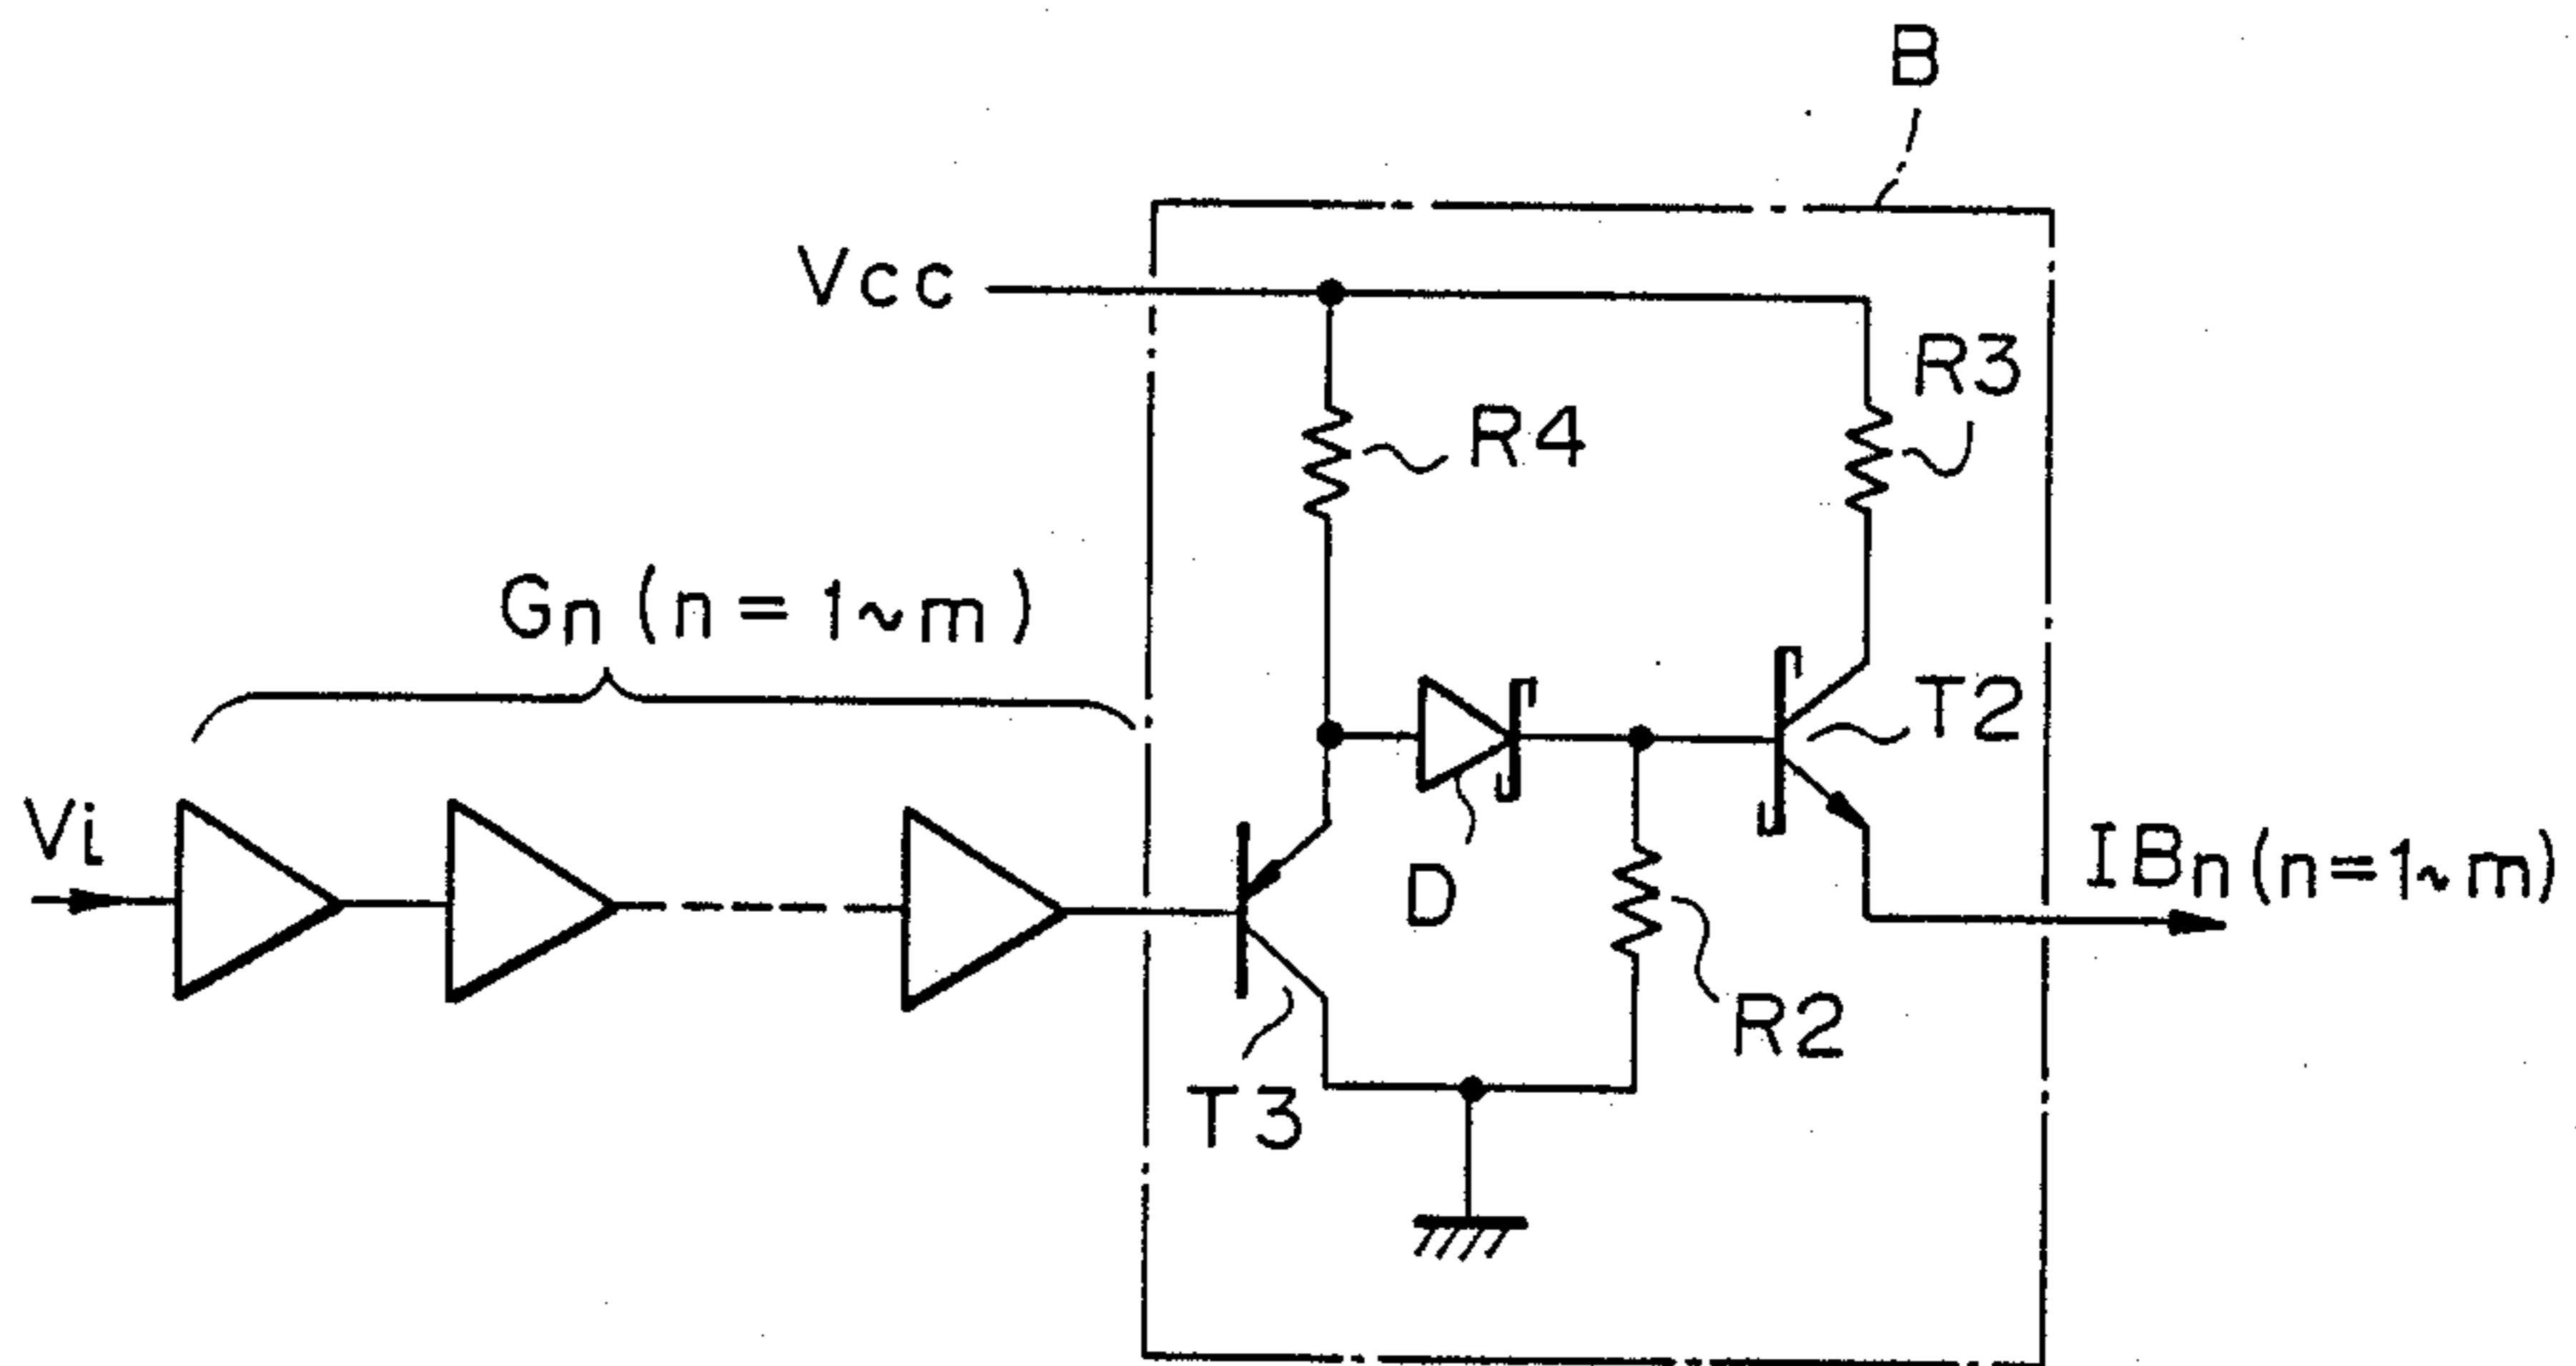 B
Vcc
R3
R4
Gn (n = 1~m)
T2
Vi
D
IBn (n=1~m)
R2
T3